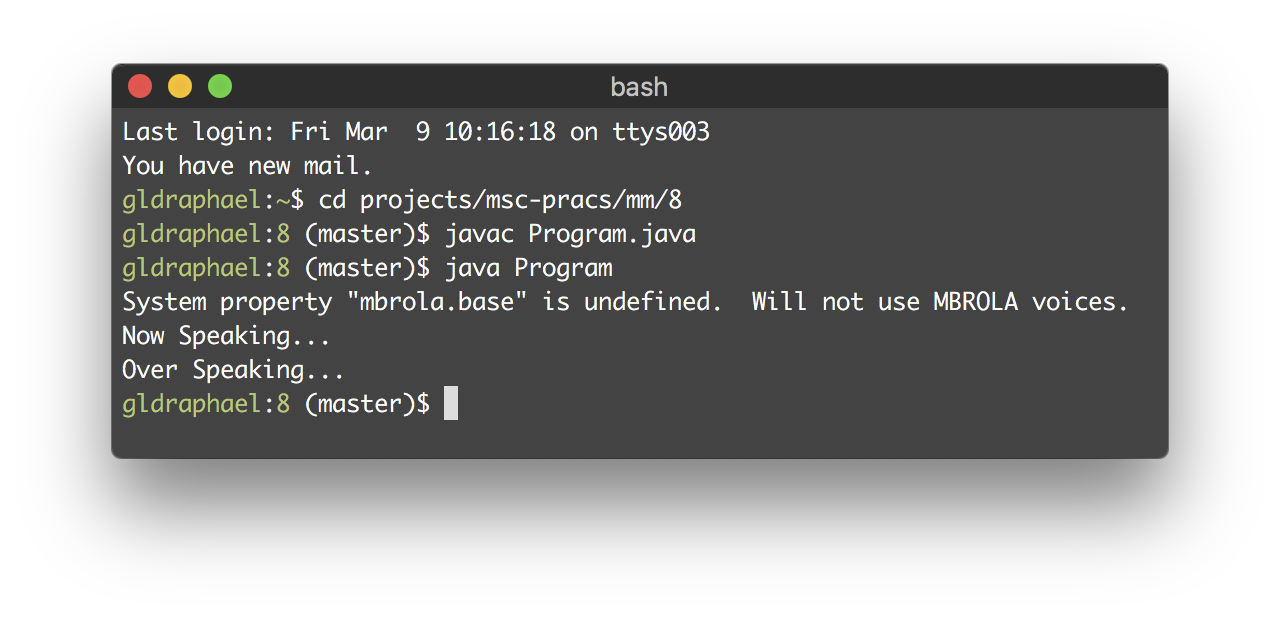 bash
Last login: Fri Mar  9 10:16:18 on ttys003
You have new mail.
gldraphael:~$ cd projects/msc-pracs/mm/8
gldraphael:8 (master)$ javac Program.java
gldraphael:8 (master)$ java Program
System property "mbrola.base" is undefined.  Will not use MBROLA voices.
Now Speaking...
Over Speaking...
gldraphael:8 (master)$